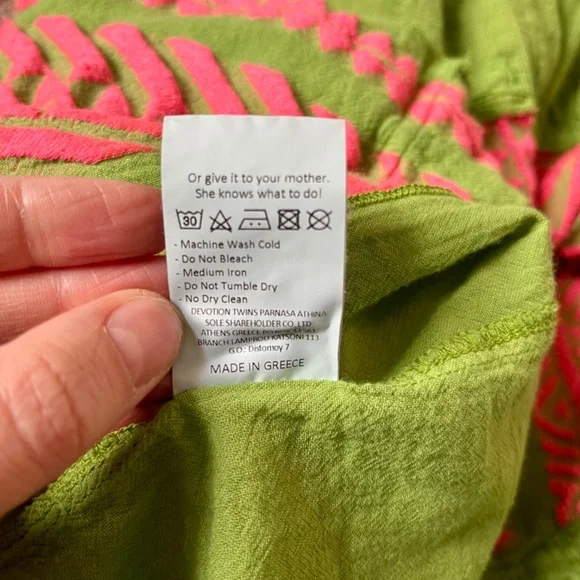 Or give it to your mother.
She knows what to do!
30
- Machine Wash Cold
- Do Not Bleach
- Medium Iron
- Do Not Tumble Dry
- No Dry Clean
DEVOTION TWINS PARNASA ATHINA
SOLE SHAREHOLDER CO. LTD
ATHENS GREECE
BRANCH:LAMPROU KATSONI 113
G.O.: Distomoy 7
MADE IN GREECE